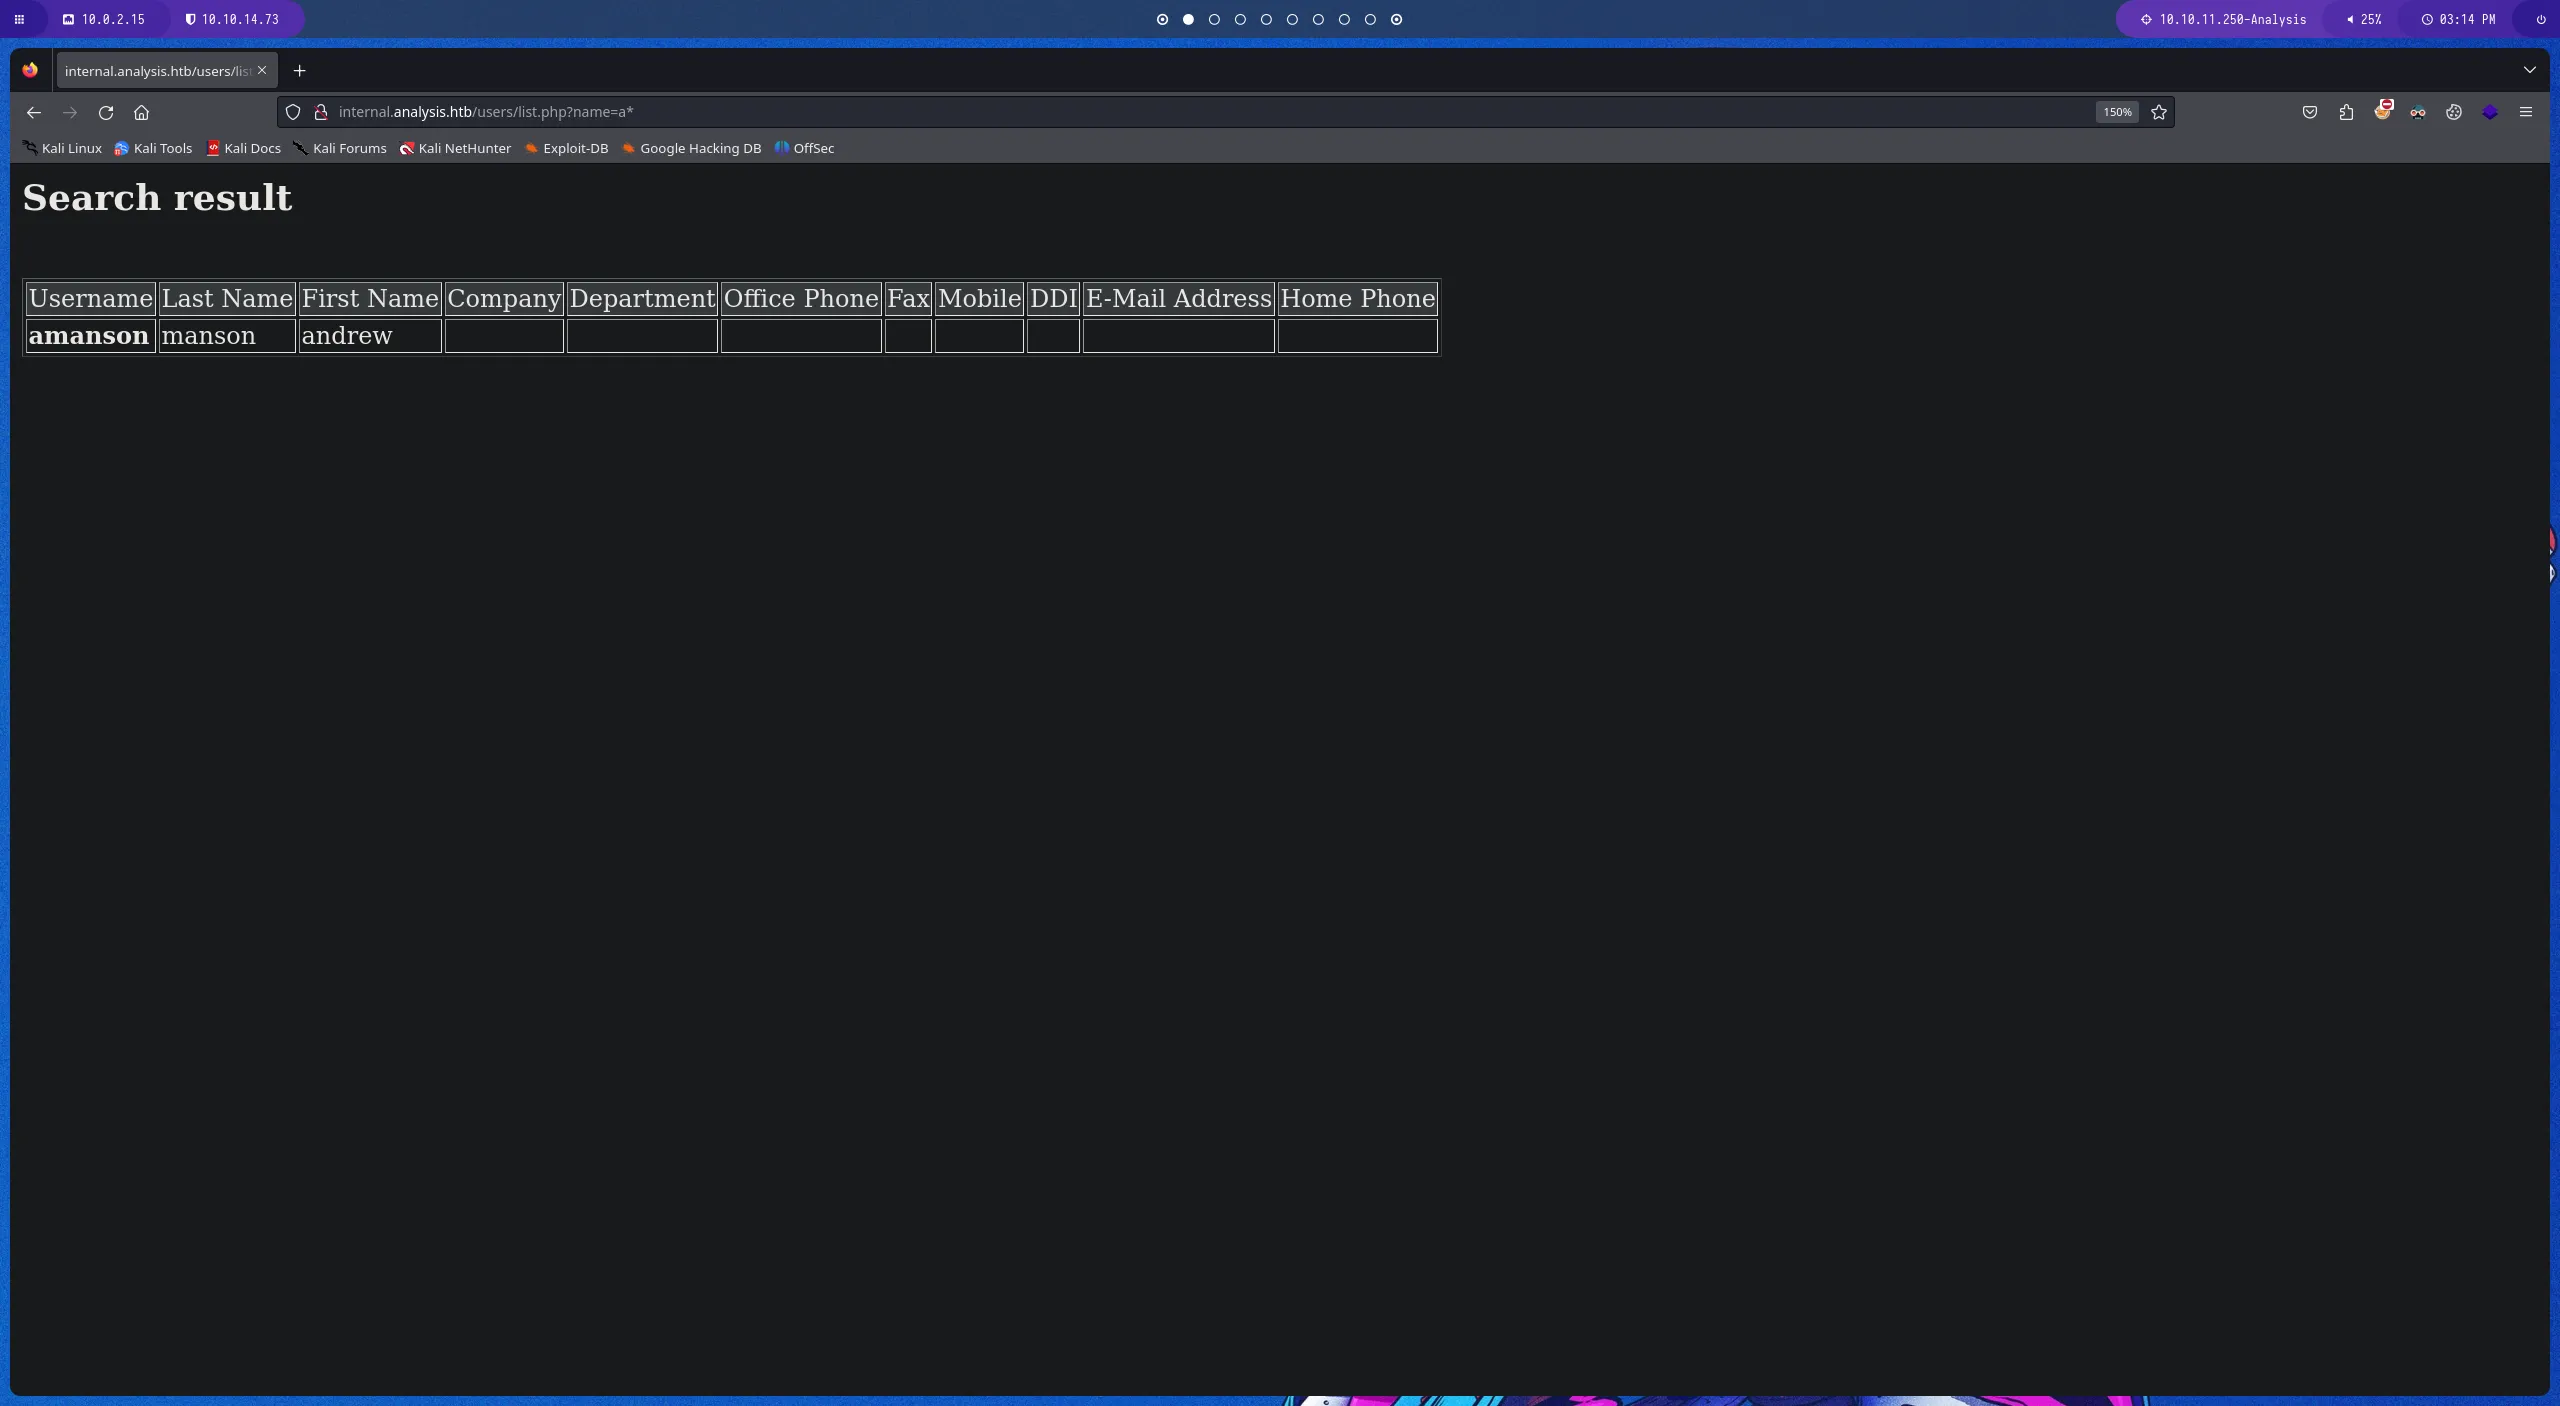 10.0.2.15 10.10.14.73 10.10.11.250-Analysis 25% 03:14 PM
internal.analysis.htb/users/list
internal.analysis.htb/users/list.php?name=a* 150%
Kali Linux Kali Tools Kali Docs Kali Forums Kali NetHunter Exploit-DB Google Hacking DB OffSec
Search result
Username Last Name First Name Company Department Office Phone Fax Mobile DDI E-Mail Address Home Phone
amanson manson andrew